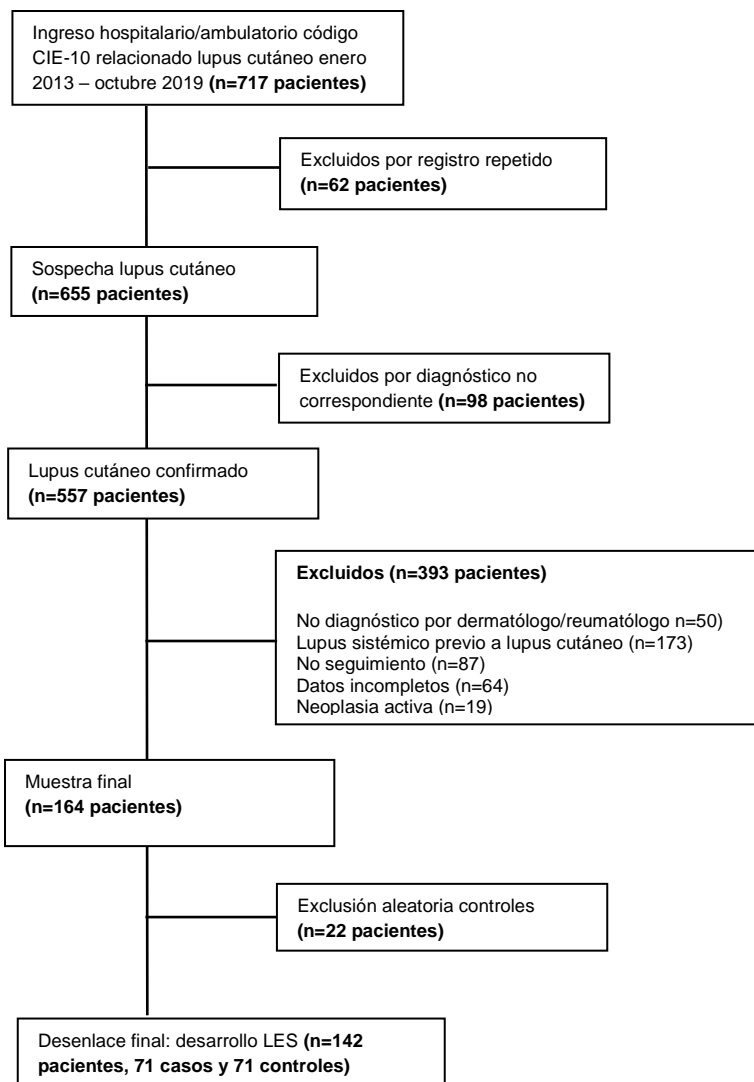 Ingreso hospitalario/ambulatorio código
CIE-10 relacionado lupus cutáneo enero
2013 – octubre 2019 (n=717 pacientes)
Excluidos por registro repetido
(n=62 pacientes)
Sospecha lupus cutáneo
(n=655 pacientes)
Excluidos por diagnóstico no
correspondiente (n=98 pacientes)
Lupus cutáneo confirmado
(n=557 pacientes)
Excluidos (n=393 pacientes)
No diagnóstico por dermatólogo/reumatólogo n=50)
Lupus sistémico previo a lupus cutáneo (n=173)
No seguimiento (n=87)
Datos incompletos (n=64)
Neoplasia activa (n=19)
Muestra final
(n=164 pacientes)
Exclusión aleatoria controles
(n=22 pacientes)
Desenlace final: desarrollo LES (n=142
pacientes, 71 casos y 71 controles)